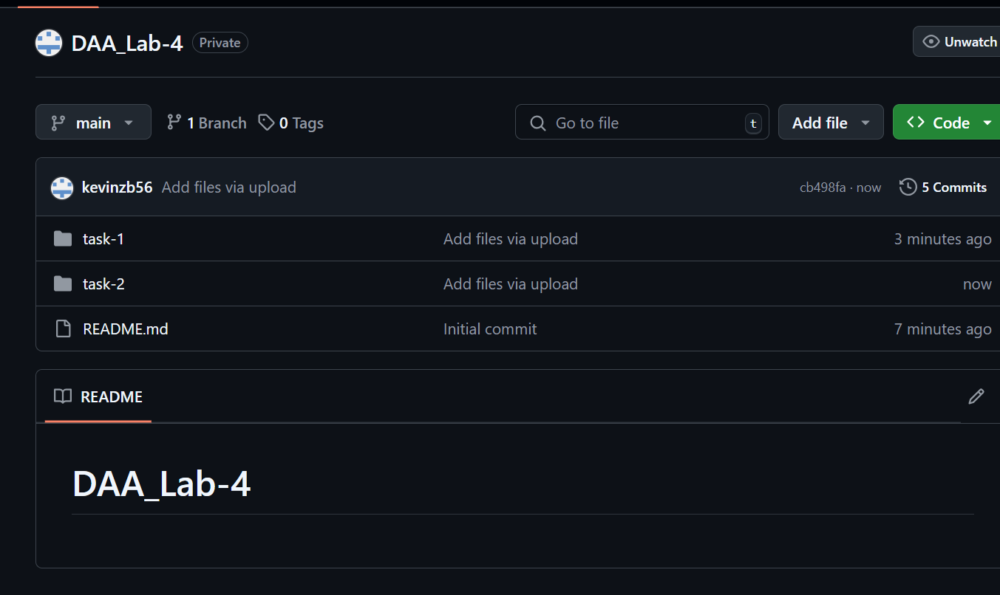 DAA_Lab-4 Private Unwatch
main 1 Branch 0 Tags Go to file t Add file Code
kevinzb56 Add files via upload cb498fa · now 5 Commits
task-1 Add files via upload 3 minutes ago
task-2 Add files via upload now
README.md Initial commit 7 minutes ago
README
DAA_Lab-4